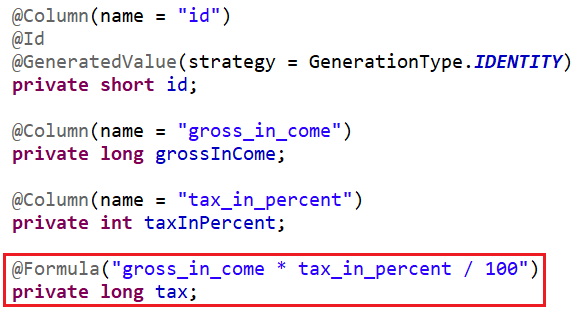 @Column(name = "id")
@Id
@GeneratedValue(strategy = GenerationType.IDENTITY)
private short id;
@Column(name = "gross_in_come")
private long grossInCome;
@Column(name = "tax_in_percent")
private int taxInPercent;
@Formula("gross_in_come * tax_in_percent / 100")
private long tax;